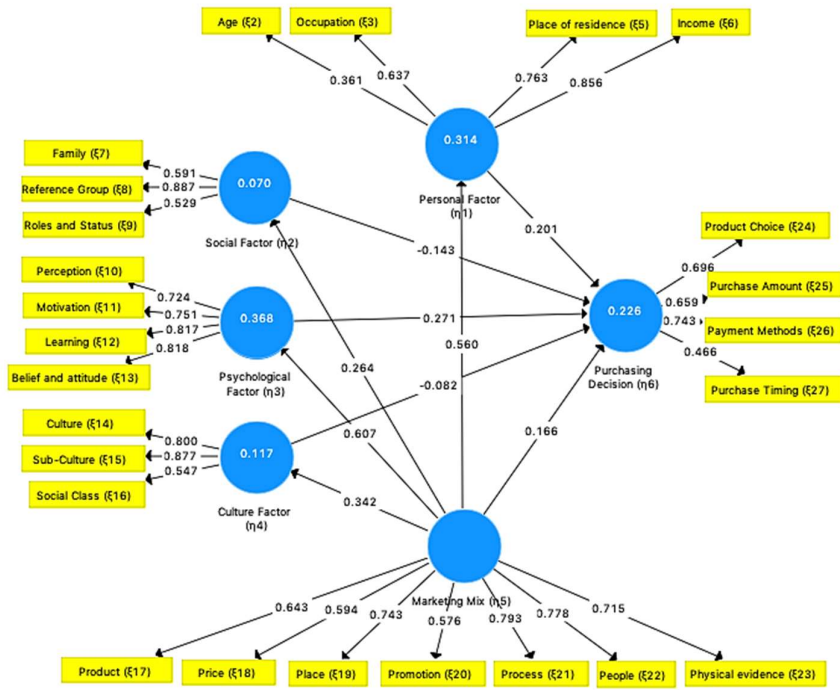 Age (ξ2)
Occupation (ξ3)
Place of residence (ξ5)
Income (ξ6)
0.361
0.637
0.763
0.856
0.314
Personal Factor
(η1)
Family (ξ7)
Reference Group (ξ8)
Roles and Status (ξ9)
0.591
0.887
0.529
0.070
Social Factor (η2)
-0.143
0.201
Product Choice (ξ24)
Purchase Amount (ξ25)
Payment Methods (ξ26)
Purchase Timing (ξ27)
0.696
0.659
0.743
0.466
0.226
Purchasing
Decision (η6)
Perception (ξ10)
Motivation (ξ11)
Learning (ξ12)
Belief and attitude (ξ13)
0.724
0.751
0.817
0.818
0.368
Psychological
Factor (η3)
0.271
0.560
0.264
-0.082
0.607
0.166
Culture (ξ14)
Sub-Culture (ξ15)
Social Class (ξ16)
0.800
0.877
0.547
0.117
Culture Factor
(η4)
0.342
Marketing Mix (η5)
0.643
0.594
0.743
0.576
0.793
0.778
0.715
Product (ξ17)
Price (ξ18)
Place (ξ19)
Promotion (ξ20)
Process (ξ21)
People (ξ22)
Physical evidence (ξ23)